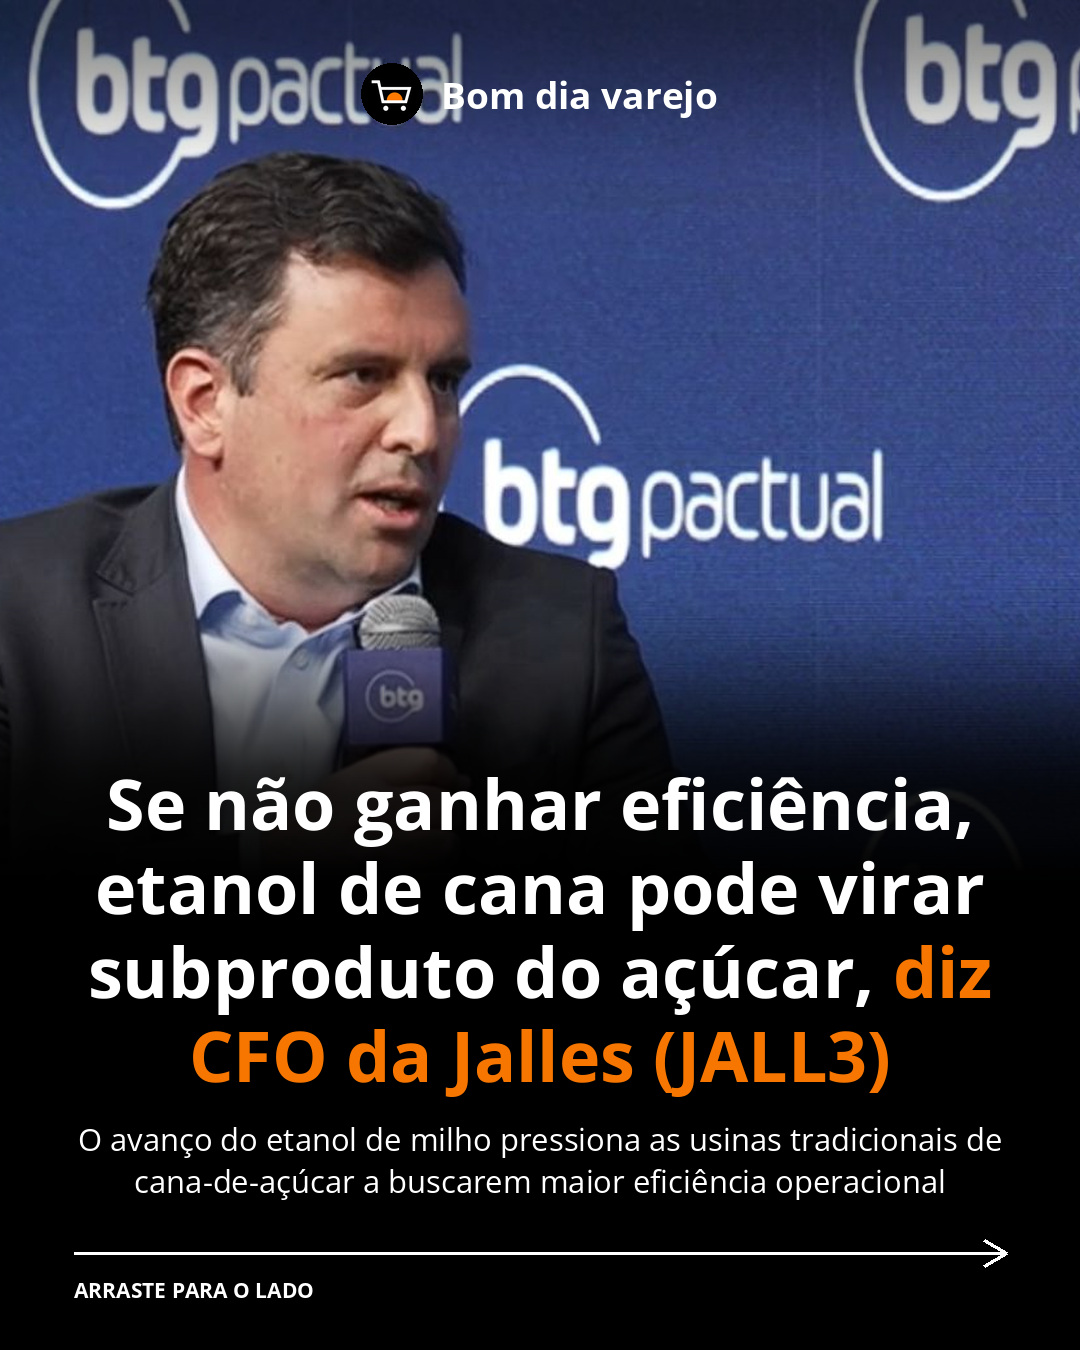 btg pactual
btg p
Bom dia varejo
btg pactual
btg
Se não ganhar eficiência,
etanol de cana pode virar
subproduto do açúcar, diz
CFO da Jalles (JALL3)
O avanço do etanol de milho pressiona as usinas tradicionais de
cana-de-açúcar a buscarem maior eficiência operacional
ARRASTE PARA O LADO